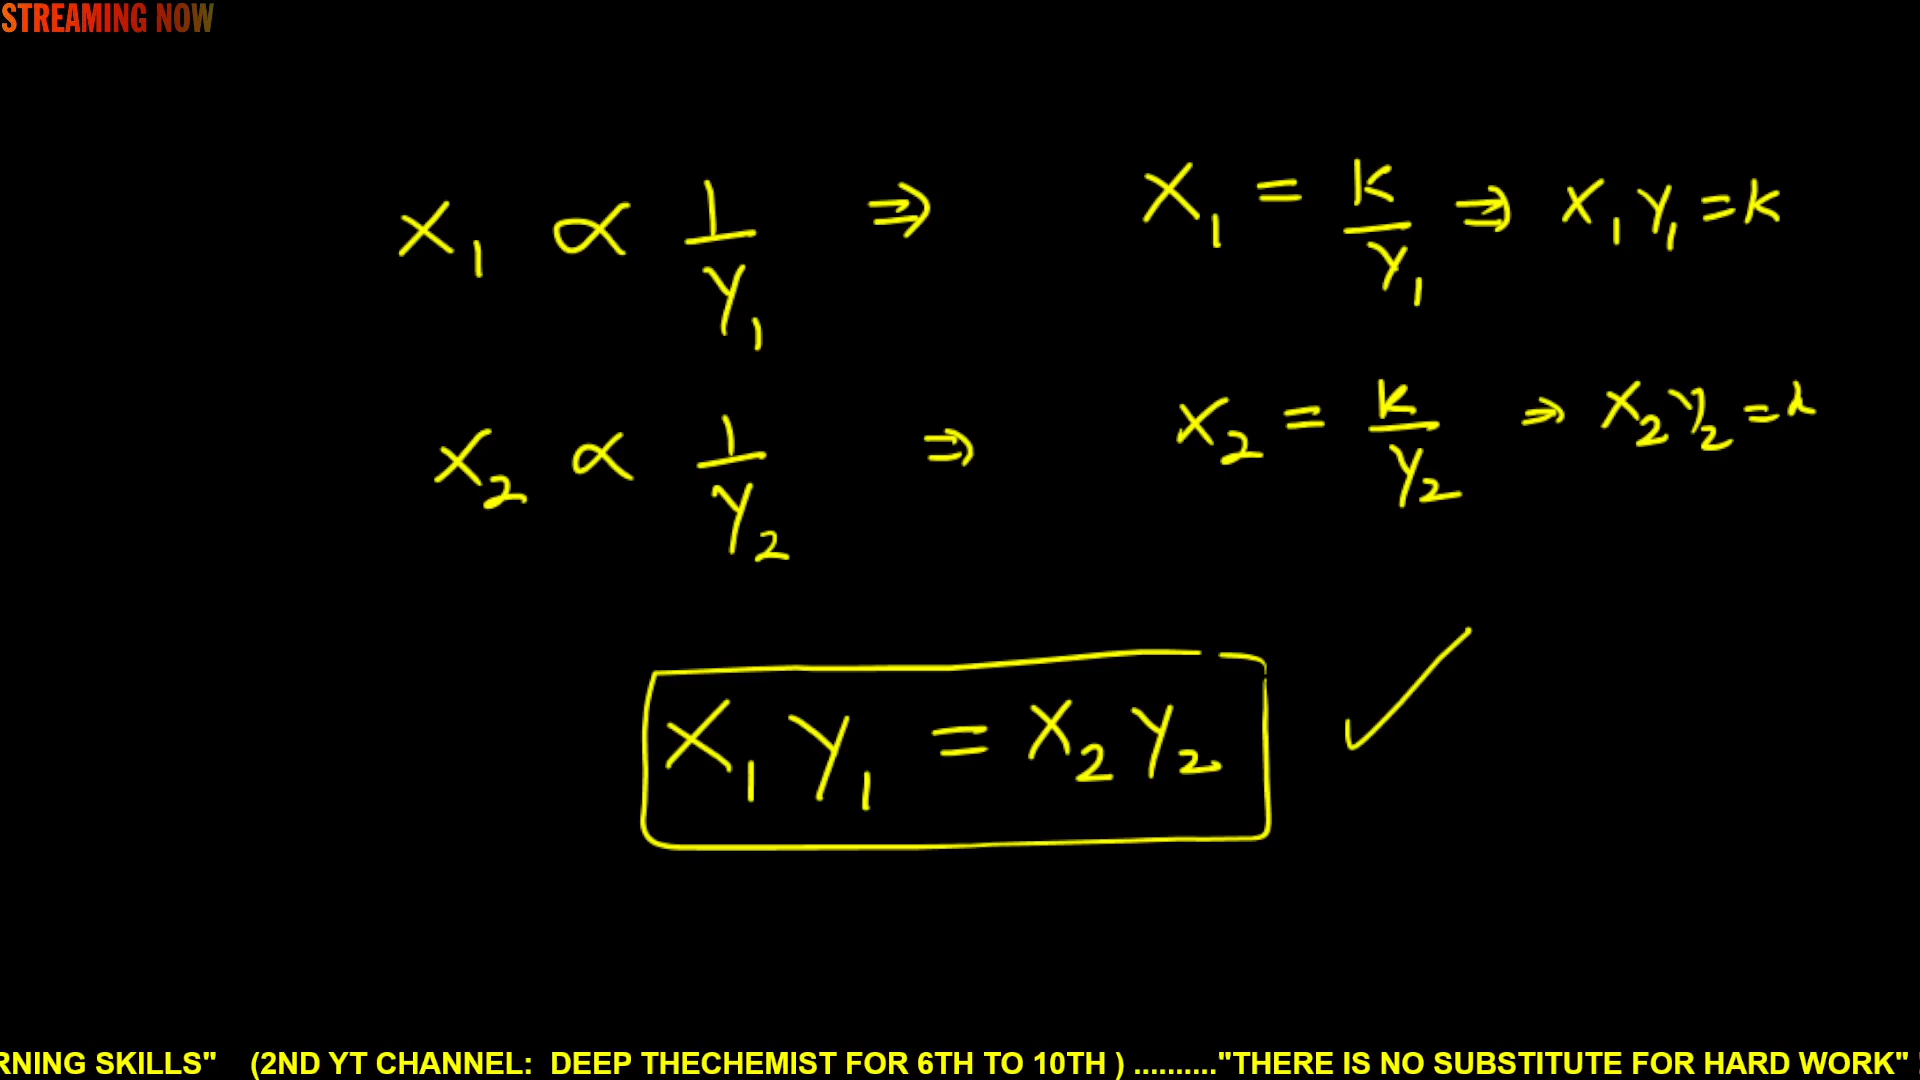 STREAMING NOW
X₁ ∝ 1/Y₁ ⇒ X₁ = K/Y₁ ⇒ X₁Y₁ = K
X₂ ∝ 1/Y₂ ⇒ X₂ = K/Y₂ ⇒ X₂Y₂ =
X₁Y₁ = X₂Y₂ ✓
RNING SKILLS" (2ND YT CHANNEL: DEEP THECHEMIST FOR 6TH TO 10TH ) .........."THERE IS NO SUBSTITUTE FOR HARD WORK"